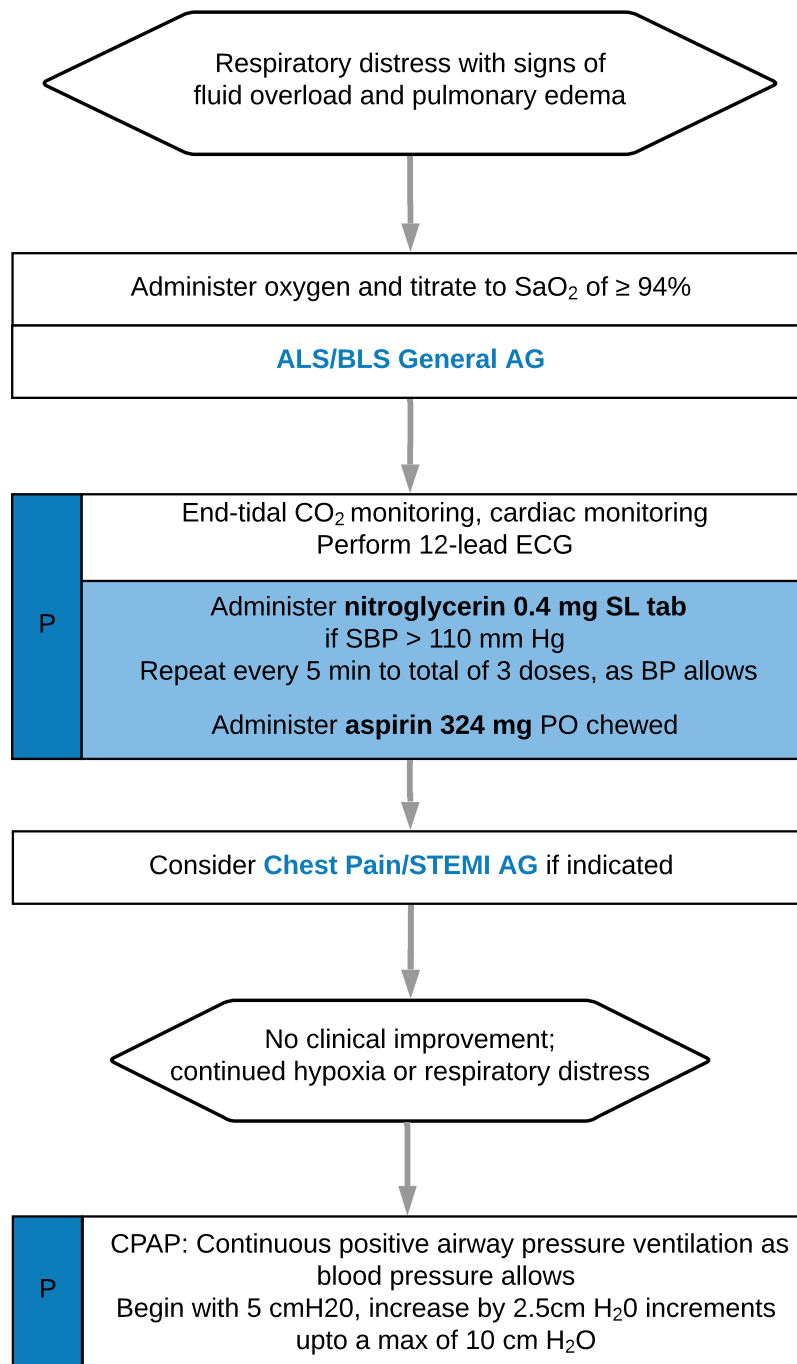 Respiratory distress with signs of
fluid overload and pulmonary edema
Administer oxygen and titrate to SaO₂ of ≥ 94%
ALS/BLS General AG
P
End-tidal CO₂ monitoring, cardiac monitoring
Perform 12-lead ECG
Administer nitroglycerin 0.4 mg SL tab
if SBP > 110 mm Hg
Repeat every 5 min to total of 3 doses, as BP allows
Administer aspirin 324 mg PO chewed
Consider Chest Pain/STEMI AG if indicated
No clinical improvement;
continued hypoxia or respiratory distress
P
CPAP: Continuous positive airway pressure ventilation as
blood pressure allows
Begin with 5 cmH20, increase by 2.5cm H₂0 increments
upto a max of 10 cm H₂O